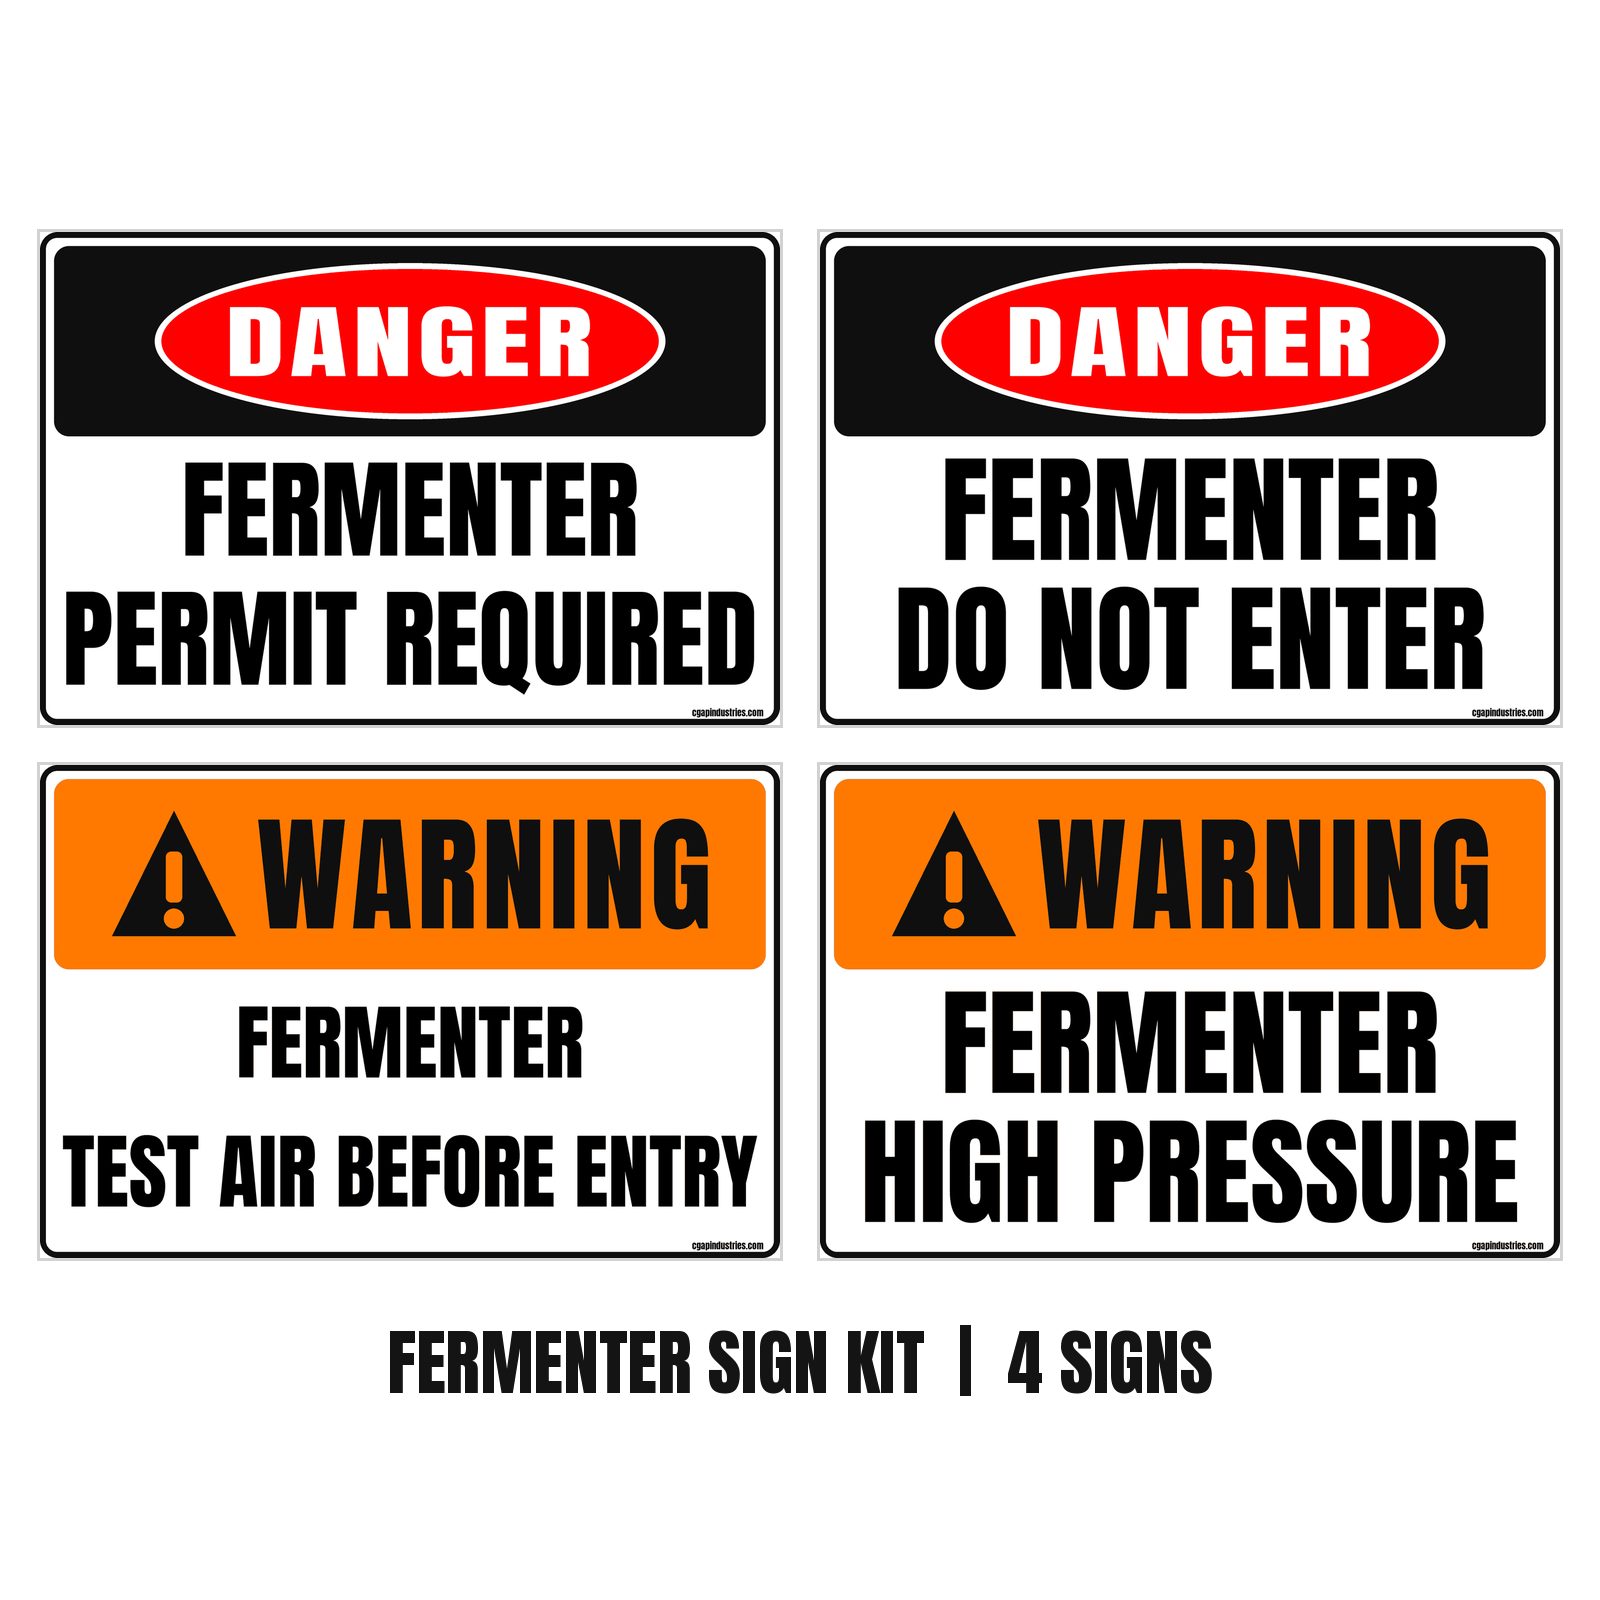 DANGER
FERMENTER
PERMIT REQUIRED
cgapindustries.com
DANGER
FERMENTER
DO NOT ENTER
cgapindustries.com
WARNING
FERMENTER
TEST AIR BEFORE ENTRY
cgapindustries.com
WARNING
FERMENTER
HIGH PRESSURE
cgapindustries.com
FERMENTER SIGN KIT | 4 SIGNS